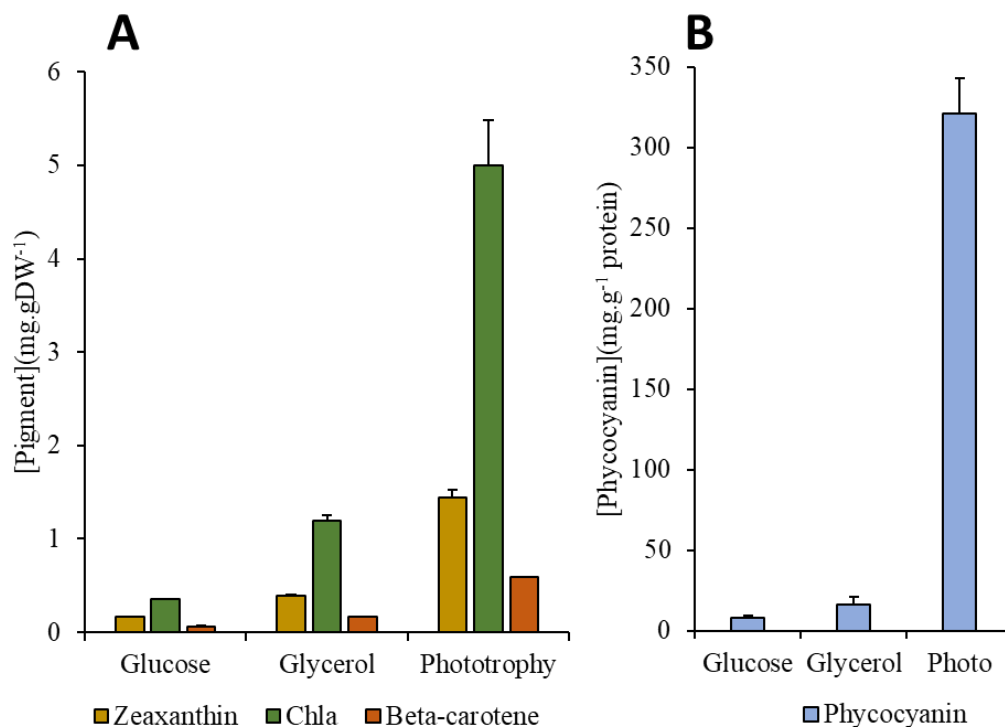 A
6
5
4
3
2
1
0
[Pigment](mg.gDW⁻¹)
Glucose Glycerol Phototrophy
Zeaxanthin Chla Beta-carotene
B
350
300
250
200
150
100
50
0
[Phycocyanin](mg.g⁻¹ protein)
Glucose Glycerol Photo
Phycocyanin